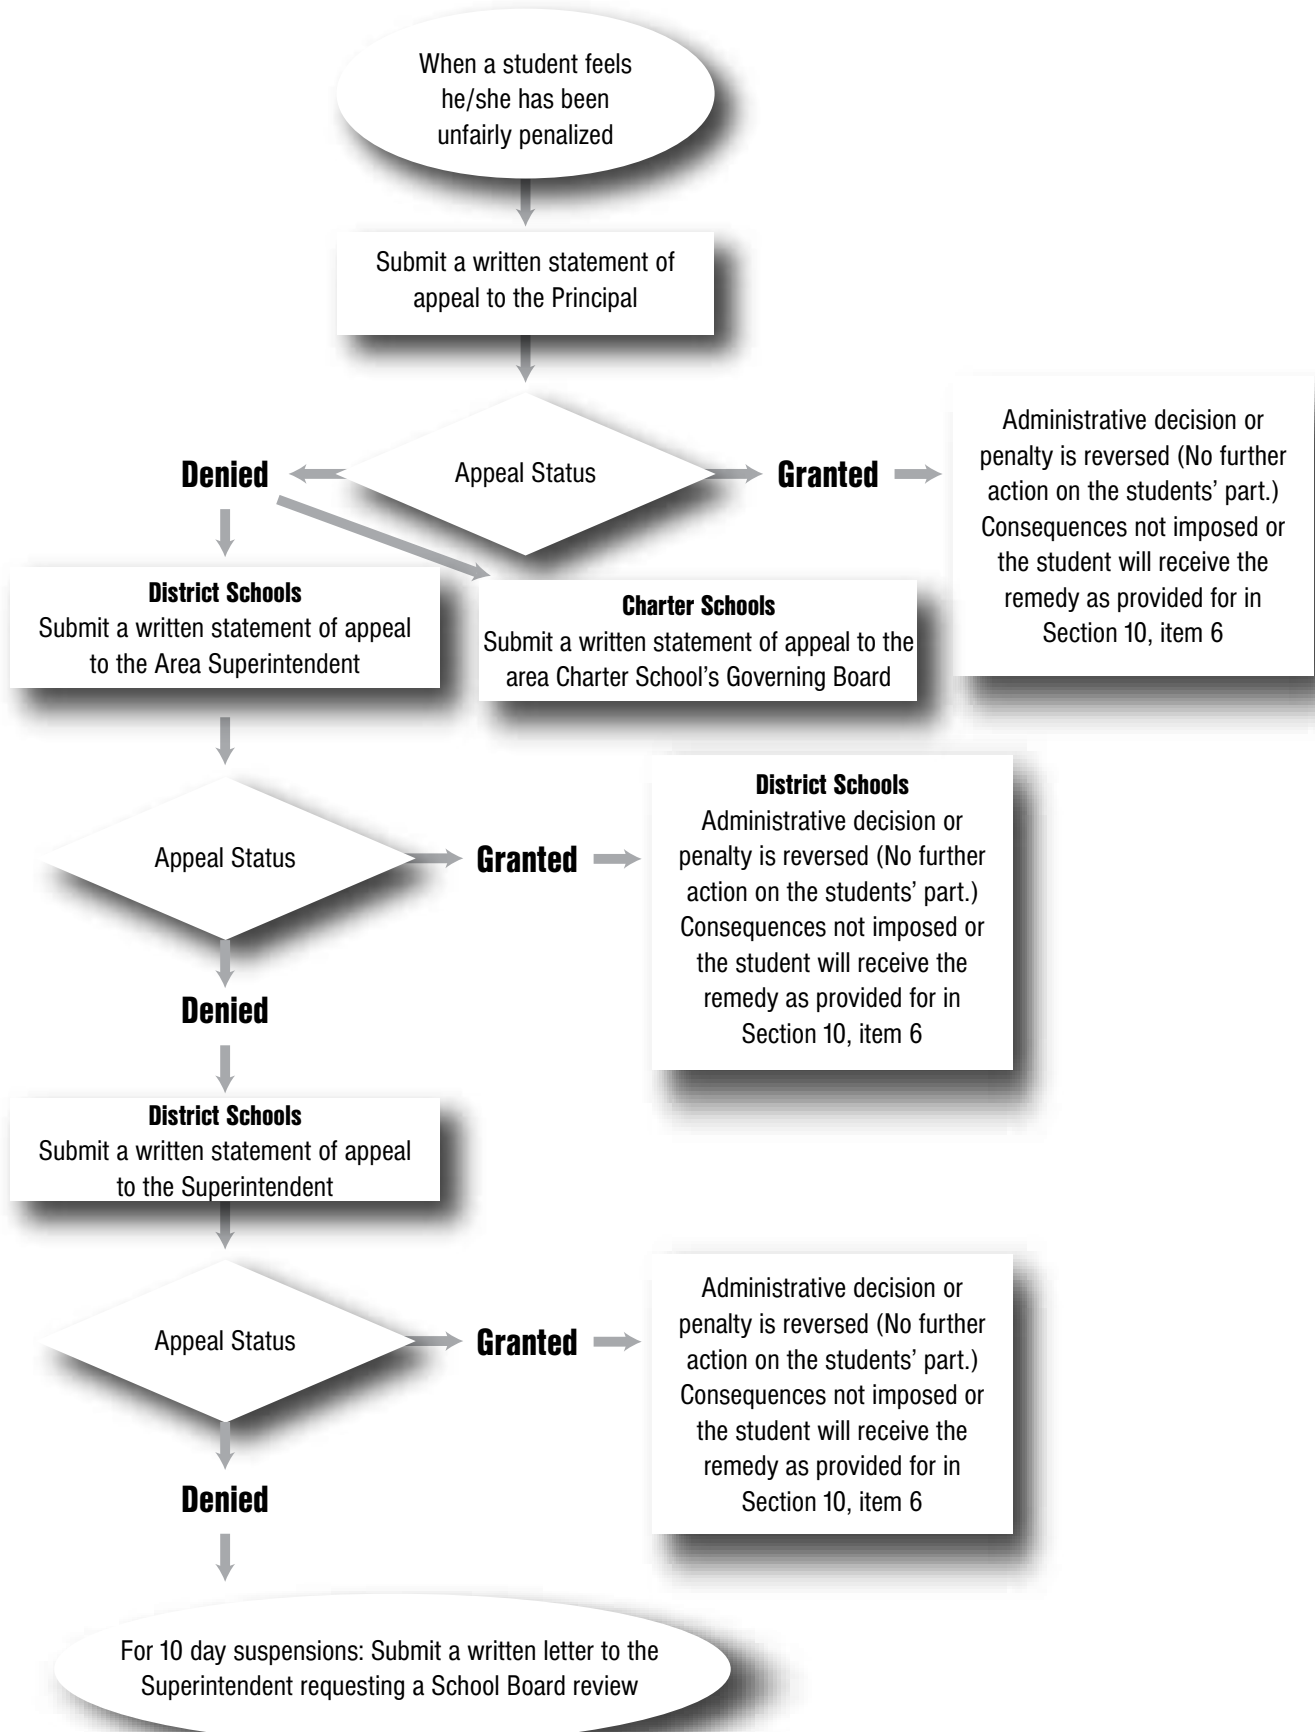 When a student feels
he/she has been
unfairly penalized
Submit a written statement of
appeal to the Principal
Denied
Appeal Status
Granted
Administrative decision or
penalty is reversed (No further
action on the students' part.)
Consequences not imposed or
the student will receive the
remedy as provided for in
Section 10, item 6
District Schools
Submit a written statement of appeal
to the Area Superintendent
Charter Schools
Submit a written statement of appeal to the
area Charter School's Governing Board
Appeal Status
Granted
District Schools
Administrative decision or
penalty is reversed (No further
action on the students' part.)
Consequences not imposed or
the student will receive the
remedy as provided for in
Section 10, item 6
Denied
District Schools
Submit a written statement of appeal
to the Superintendent
Appeal Status
Granted
Administrative decision or
penalty is reversed (No further
action on the students' part.)
Consequences not imposed or
the student will receive the
remedy as provided for in
Section 10, item 6
Denied
For 10 day suspensions: Submit a written letter to the
Superintendent requesting a School Board review